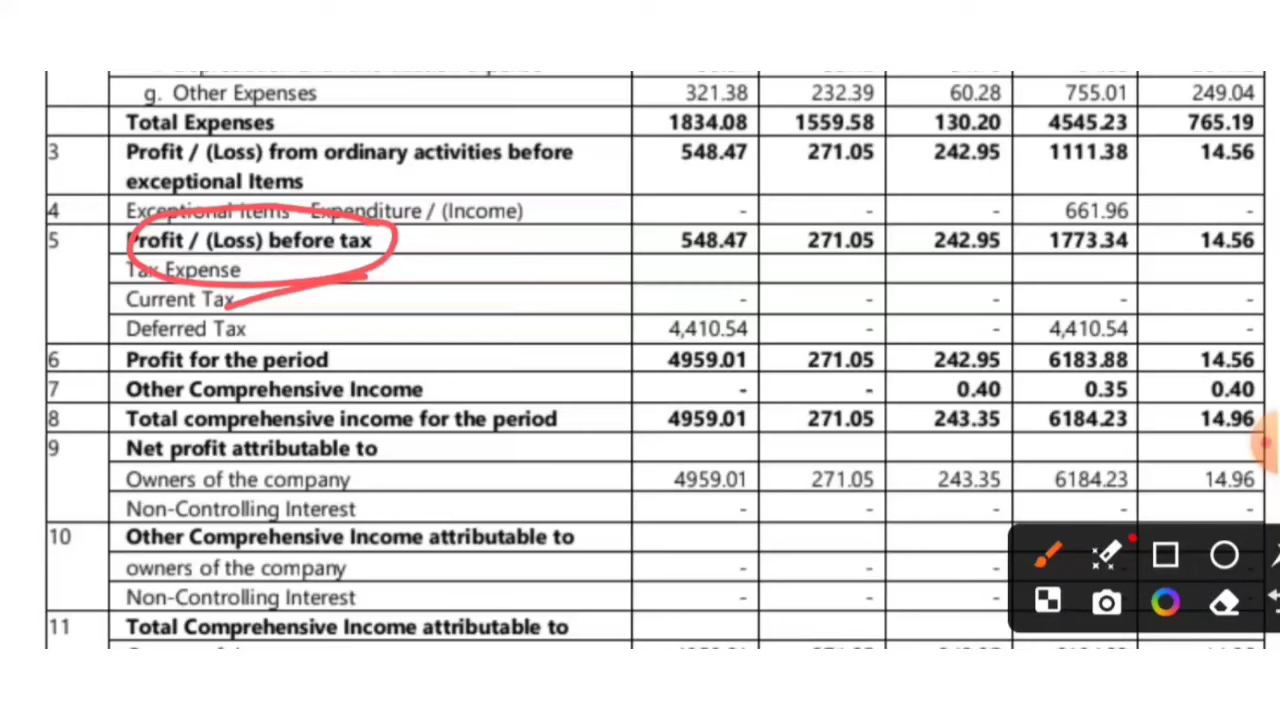 g. Other Expenses 321.38 232.39 60.28 755.01 249.04
Total Expenses 1834.08 1559.58 130.20 4545.23 765.19
3 Profit / (Loss) from ordinary activities before 548.47 271.05 242.95 1111.38 14.56
exceptional Items
4 Exceptional Items - Expenditure / (Income) - - - 661.96 -
5 Profit / (Loss) before tax 548.47 271.05 242.95 1773.34 14.56
Tax Expense
Current Tax - - - - -
Deferred Tax 4,410.54 - - 4,410.54 -
6 Profit for the period 4959.01 271.05 242.95 6183.88 14.56
7 Other Comprehensive Income - - 0.40 0.35 0.40
8 Total comprehensive income for the period 4959.01 271.05 243.35 6184.23 14.96
9 Net profit attributable to
Owners of the company 4959.01 271.05 243.35 6184.23 14.96
Non-Controlling Interest - - - - -
10 Other Comprehensive Income attributable to
owners of the company - - -
Non-Controlling Interest - - -
11 Total Comprehensive Income attributable to